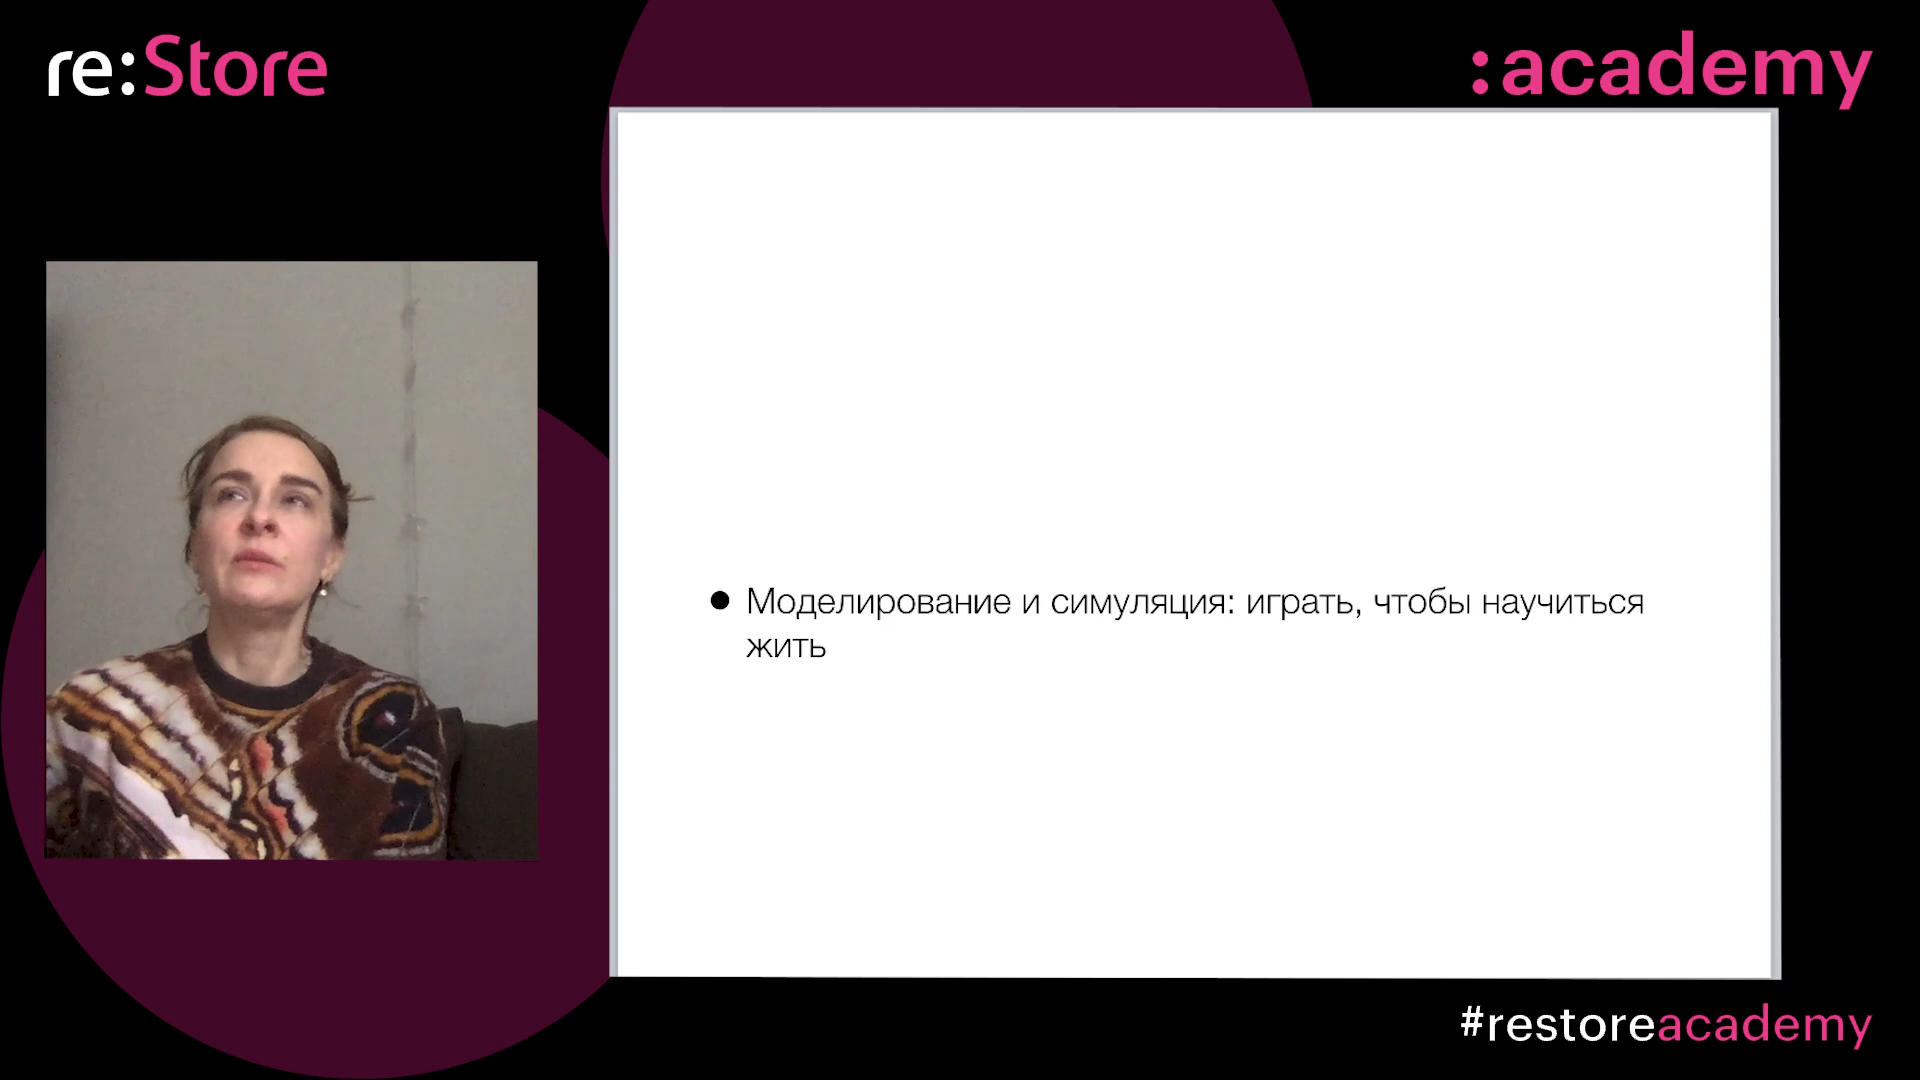 re:Store
:academy
● Моделирование и симуляция: играть, чтобы научиться
жить
#restoreacademy